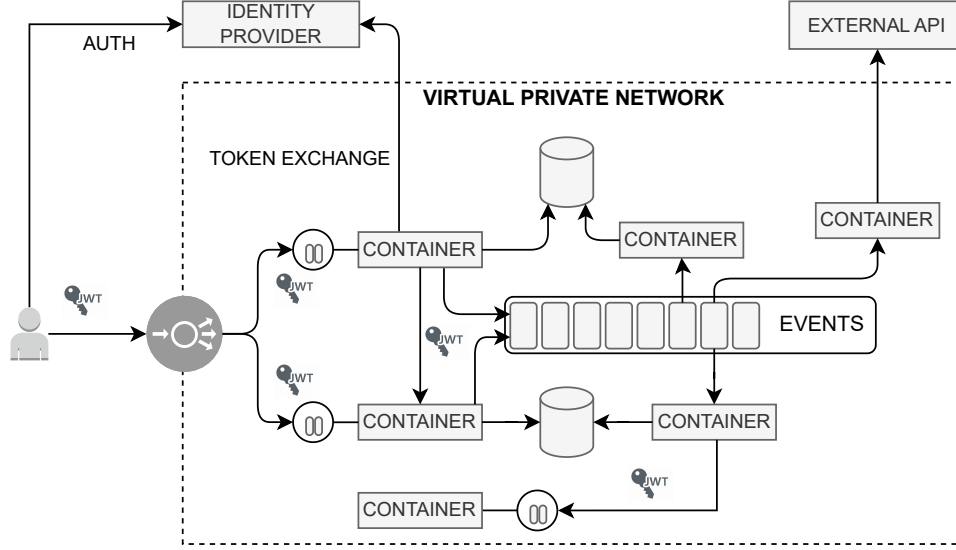 IDENTITY
PROVIDER
EXTERNAL API
AUTH
VIRTUAL PRIVATE NETWORK
TOKEN EXCHANGE
CONTAINER
CONTAINER
CONTAINER
JWT
JWT
EVENTS
JWT
JWT
CONTAINER
CONTAINER
JWT
CONTAINER